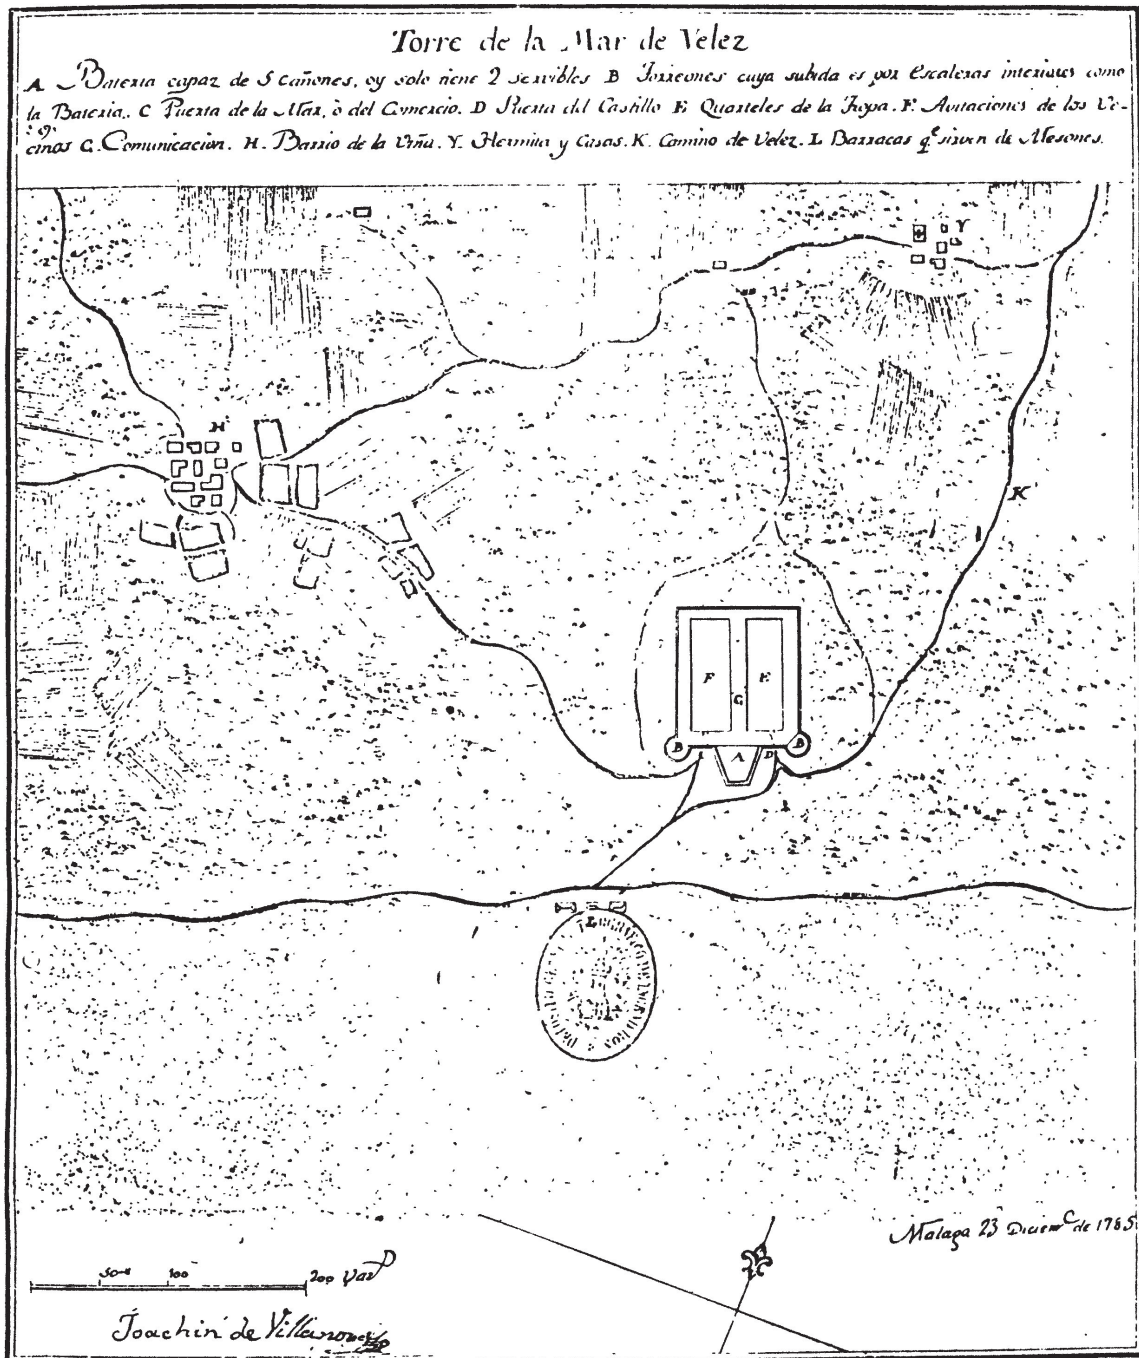 Torre de la Mar de Velez
A Bateria capaz de 5 Cañones, oy solo tiene 2 servibles B Torreones cuya subida es por Escaleras interiores como
la Bateria. C Puerta de la Mar, ò del Comercio. D Puerta del Castillo E Quarteles de la Tropa. F. Avitaciones de los Ve-
cinos G. Comunicacion. H. Barrio de la Viña. Y. Hermita y Casas. K. Camino de Velez. L Barracas qᵉ sirven de Mesones.
Y
H
K
F
E
G
B
A
D
B
L
Malaga 23 Diciemᵉ de 1785
50
100
200 Varˢ
Joachin de Villanova